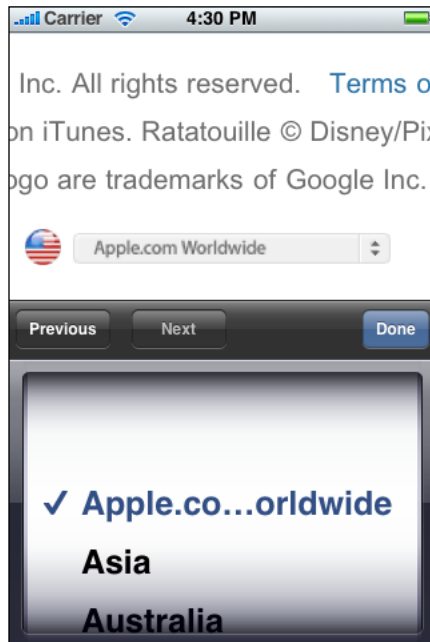 Carrier 4:30 PM
Inc. All rights reserved. Terms o
on iTunes. Ratatouille © Disney/Pix
ogo are trademarks of Google Inc.
Apple.com Worldwide
Previous Next Done
✓ Apple.co...orldwide
Asia
Australia